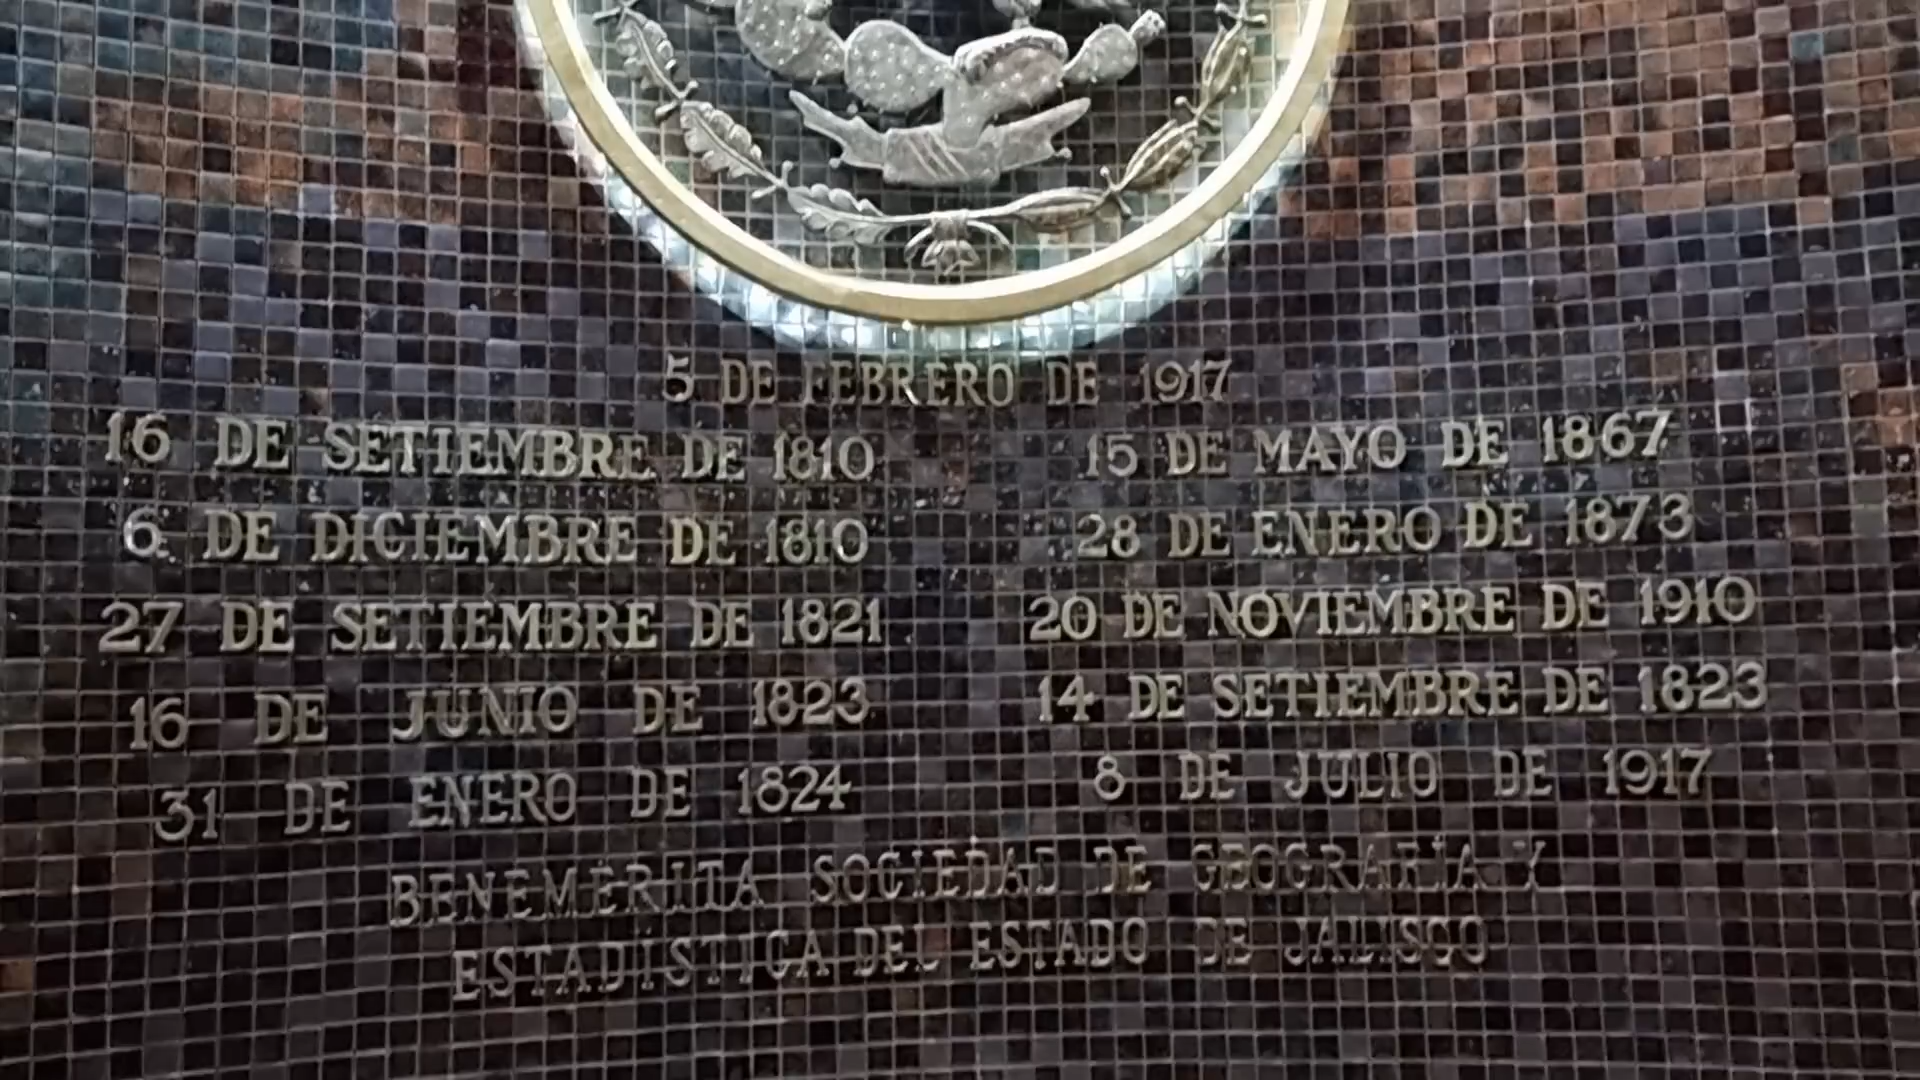 5 DE FEBRERO DE 1917
16 DE SETIEMBRE DE 1810
6 DE DICIEMBRE DE 1810
27 DE SETIEMBRE DE 1821
16 DE JUNIO DE 1823
31 DE ENERO DE 1824
15 DE MAYO DE 1867
28 DE ENERO DE 1873
20 DE NOVIEMBRE DE 1910
14 DE SETIEMBRE DE 1823
8 DE JULIO DE 1917
BENEMERITA SOCIEDAD DE GEOGRAFÍA Y
ESTADÍSTICA DEL ESTADO DE JALISCO